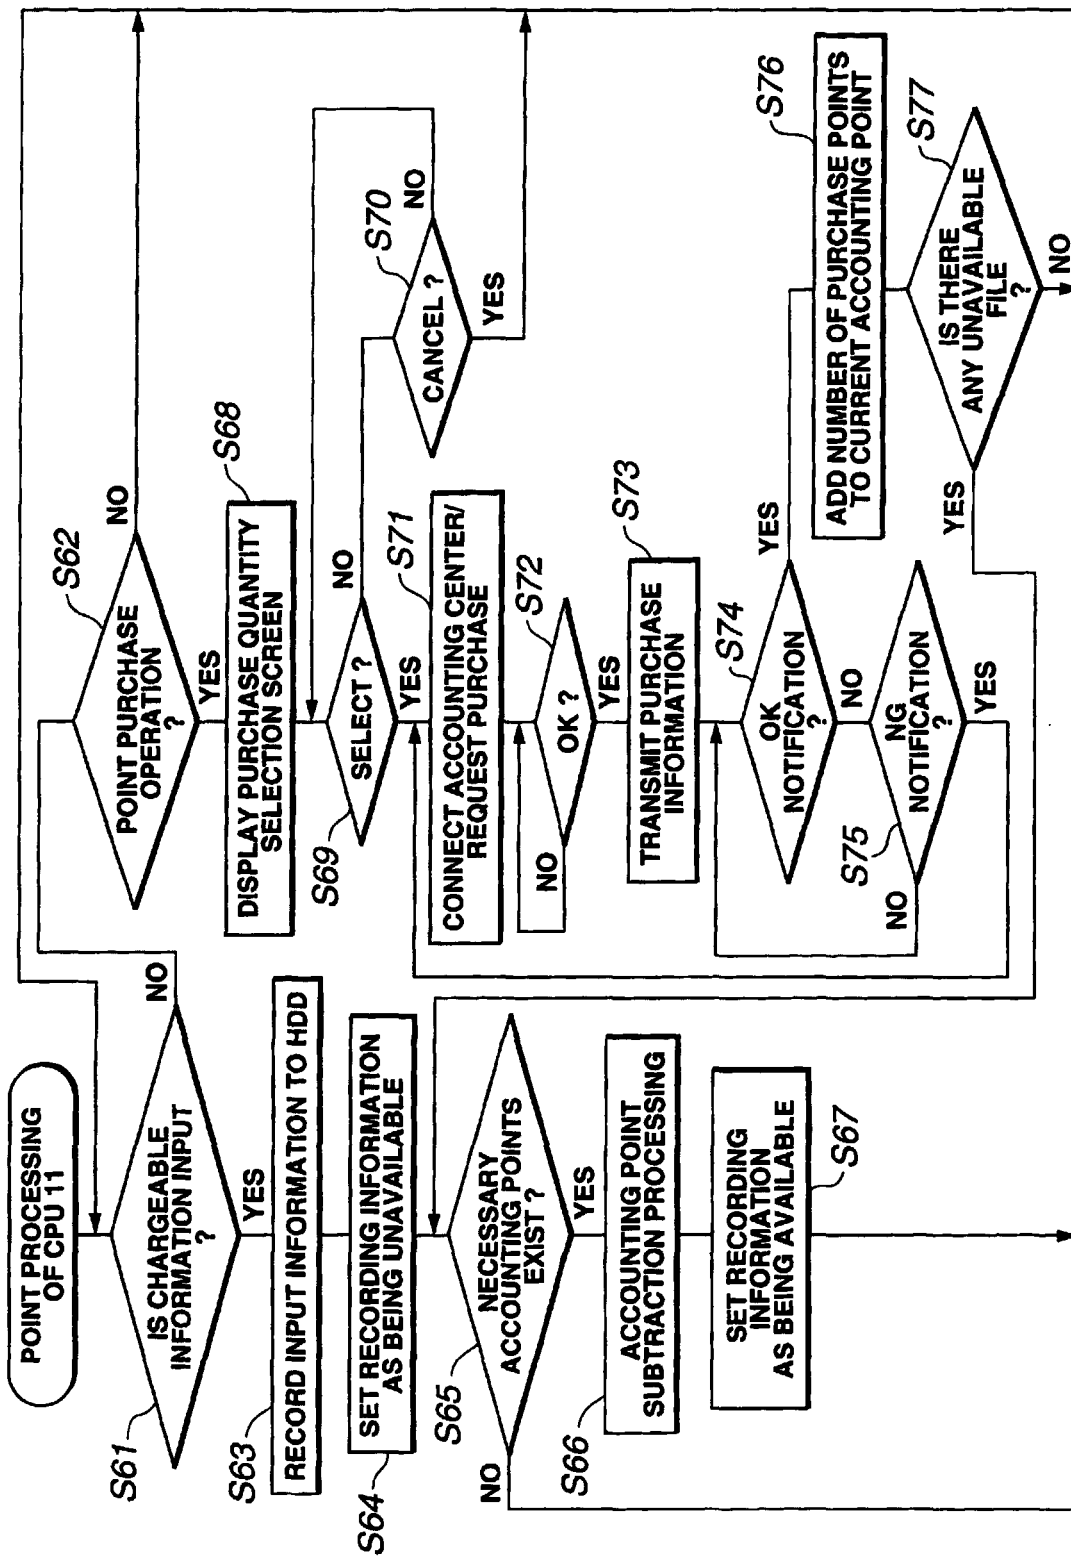 POINT PROCESSING
OF CPU 11
S61
IS CHARGEABLE
INFORMATION INPUT
?
NO
YES
S63
RECORD INPUT INFORMATION TO HDD
S64
SET RECORDING INFORMATION
AS BEING UNAVAILABLE
S65
NECESSARY
ACCOUNTING POINTS
EXIST ?
NO
YES
S66
ACCOUNTING POINT
SUBTRACTION PROCESSING
SET RECORDING
INFORMATION
AS BEING AVAILABLE
S67
S62
POINT PURCHASE
OPERATION
?
NO
YES
S68
DISPLAY PURCHASE QUANTITY
SELECTION SCREEN
S69
SELECT ?
NO
YES
S70
CANCEL ?
NO
YES
S71
CONNECT ACCOUNTING CENTER/
REQUEST PURCHASE
S72
OK ?
NO
YES
S73
TRANSMIT PURCHASE
INFORMATION
S74
OK
NOTIFICATION
?
YES
NO
S75
NG
NOTIFICATION
?
NO
YES
S76
ADD NUMBER OF PURCHASE POINTS
TO CURRENT ACCOUNTING POINT
S77
IS THERE
ANY UNAVAILABLE
FILE
?
YES
NO